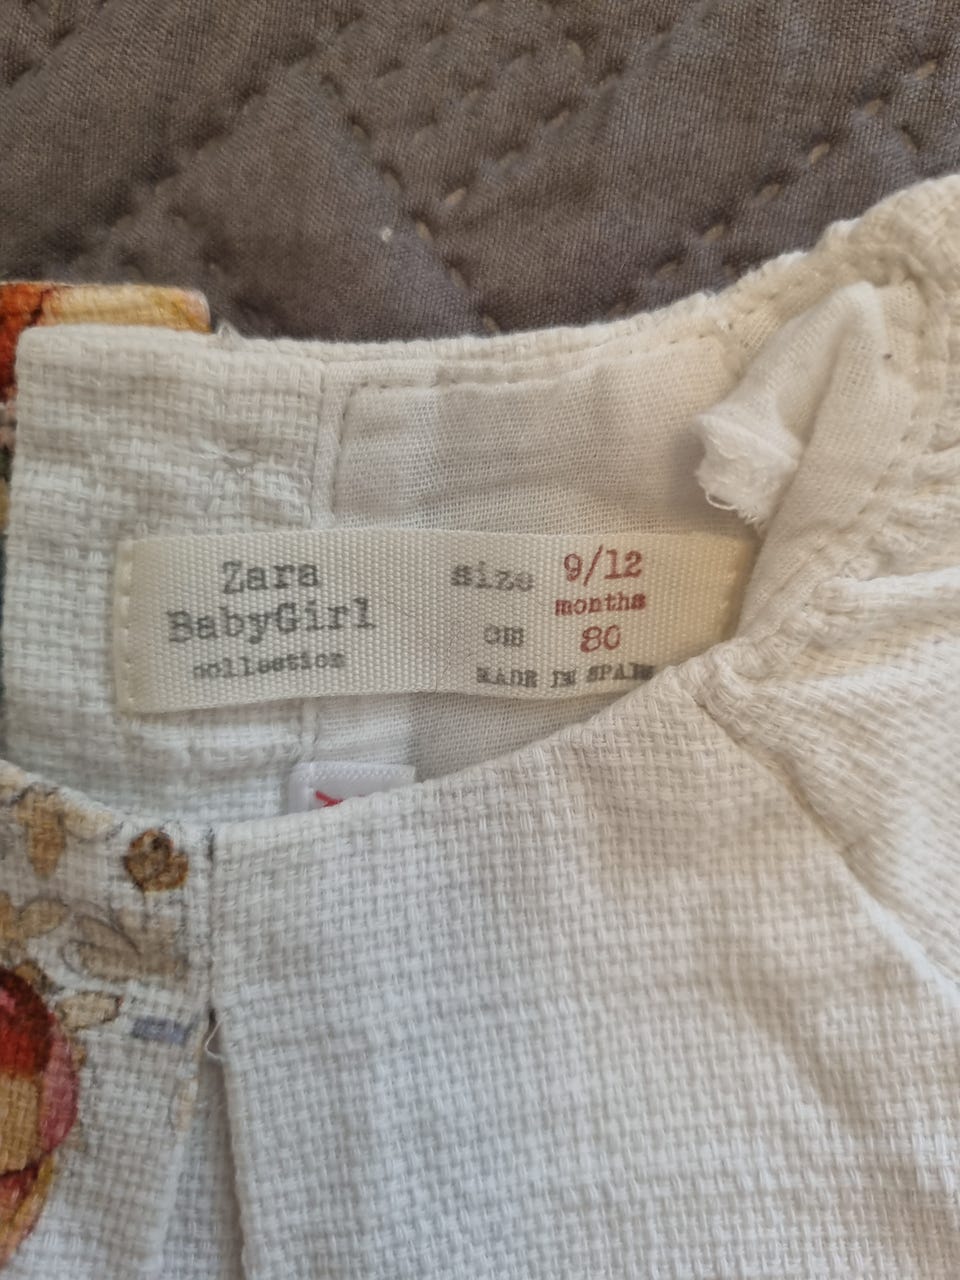 Zara
BabyGirl
collection
size 9/12
months
cm 80
MADE IN SPAIN